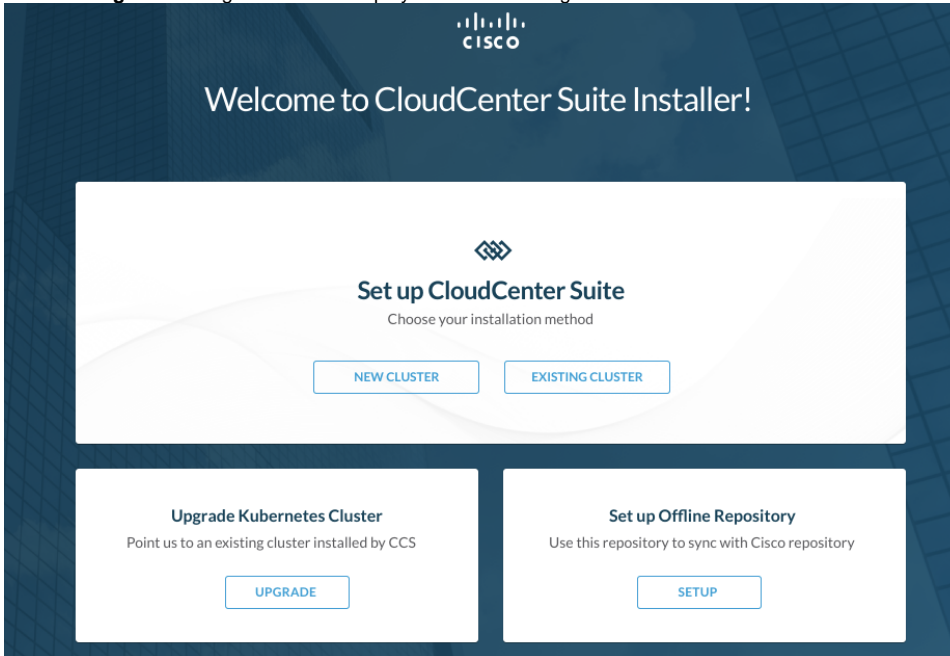 CISCO
Welcome to CloudCenter Suite Installer!
Set up CloudCenter Suite
Choose your installation method
NEW CLUSTER
EXISTING CLUSTER
Upgrade Kubernetes Cluster
Point us to an existing cluster installed by CCS
UPGRADE
Set up Offline Repository
Use this repository to sync with Cisco repository
SETUP